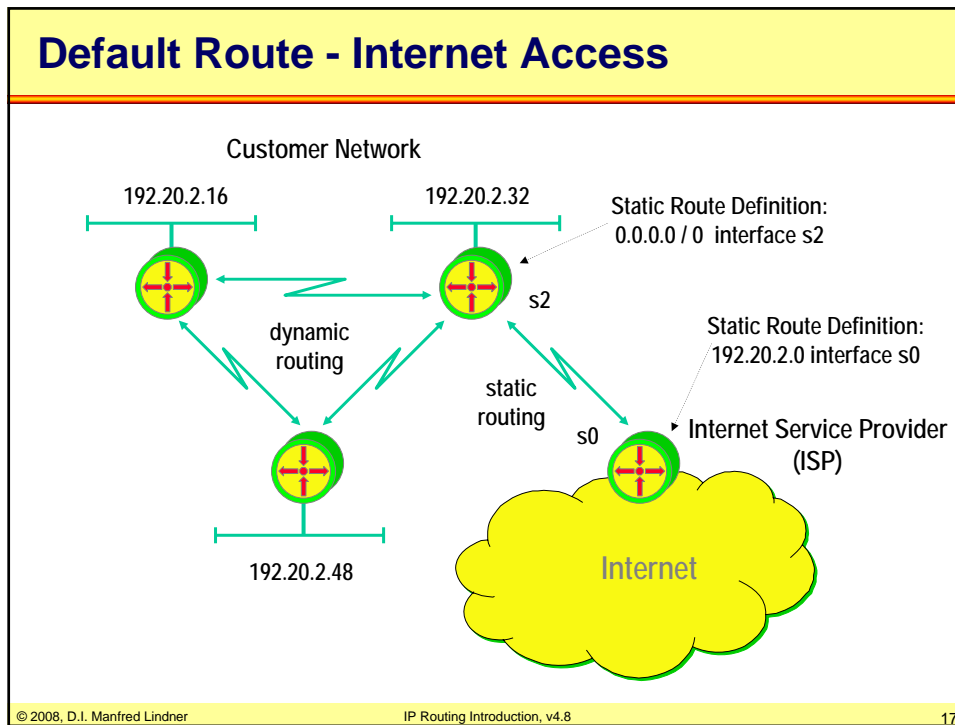 Default Route - Internet Access
Customer Network
192.20.2.16
192.20.2.32
Static Route Definition:
0.0.0.0 / 0 interface s2
s2
dynamic
routing
Static Route Definition:
192.20.2.0 interface s0
static
routing
s0
Internet Service Provider
(ISP)
192.20.2.48
Internet
© 2008, D.I. Manfred Lindner
IP Routing Introduction, v4.8
17